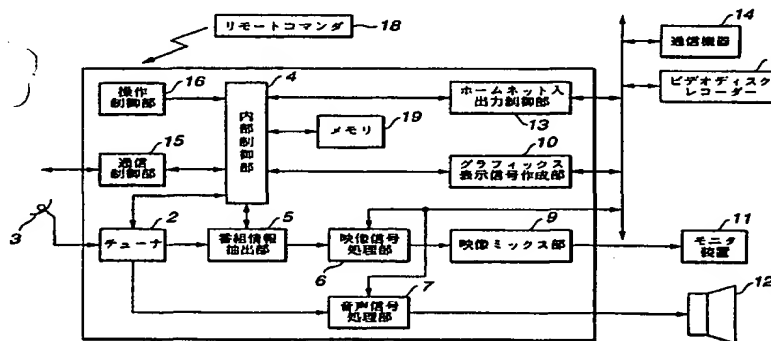 リモートコマンダ
18
14
通信機器
操作
制御部
16
4
内部制御部
ホームネット入
出力制御部
13
ビデオディスク
レコーダー
メモリ
19
15
通信
制御部
10
グラフィックス
表示信号作成部
3
2
チューナ
5
番組情報
抽出部
映像信号
処理部
6
9
映像ミックス部
11
モニタ
装置
7
音声信号
処理部
12